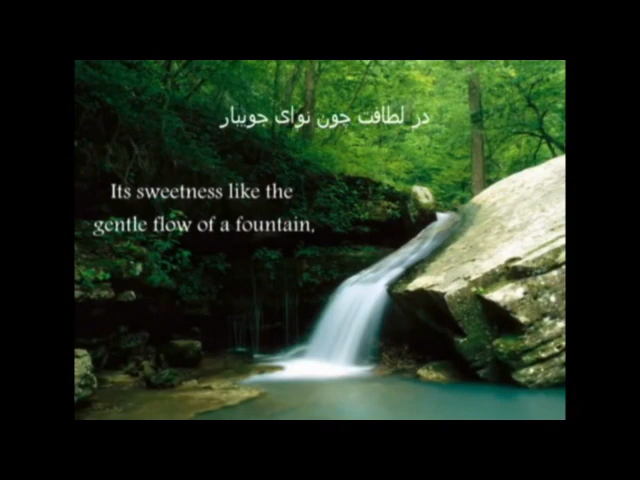 در لطافت چون نوای جویبار
Its sweetness like the
gentle flow of a fountain,